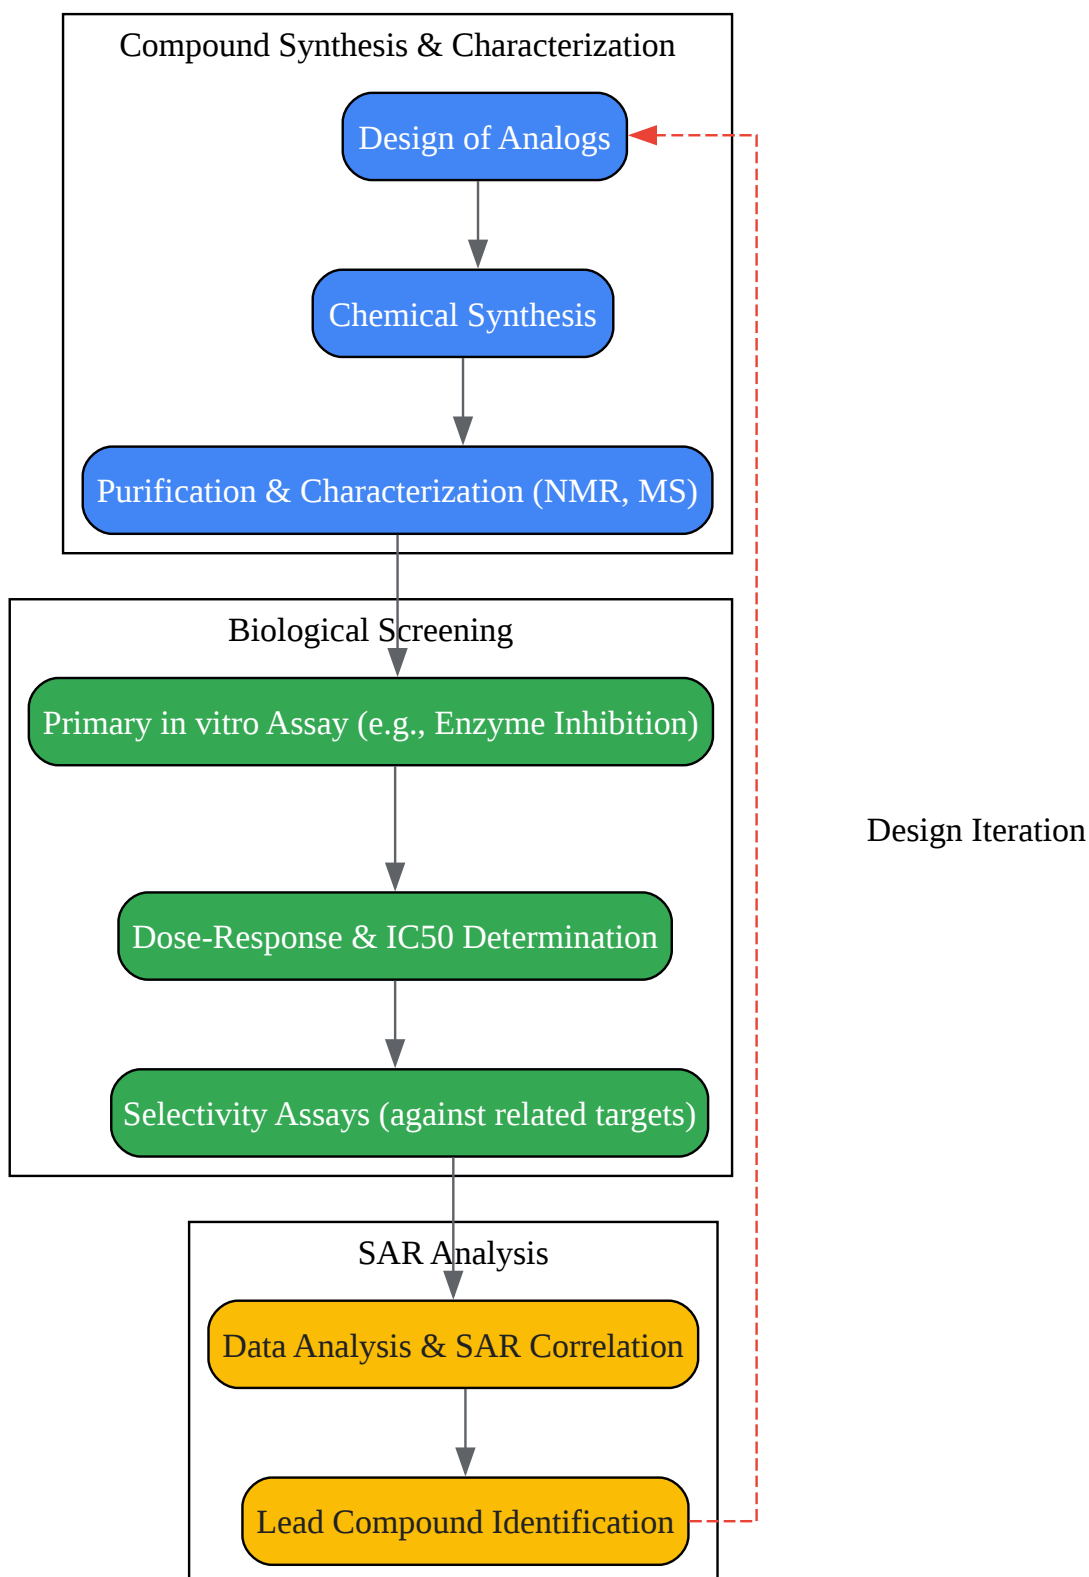 Compound Synthesis & Characterization
Design of Analogs
Chemical Synthesis
Purification & Characterization (NMR, MS)
Biological Screening
Primary in vitro Assay (e.g., Enzyme Inhibition)
Design Iteration
Dose-Response & IC50 Determination
Selectivity Assays (against related targets)
SAR Analysis
Data Analysis & SAR Correlation
Lead Compound Identification